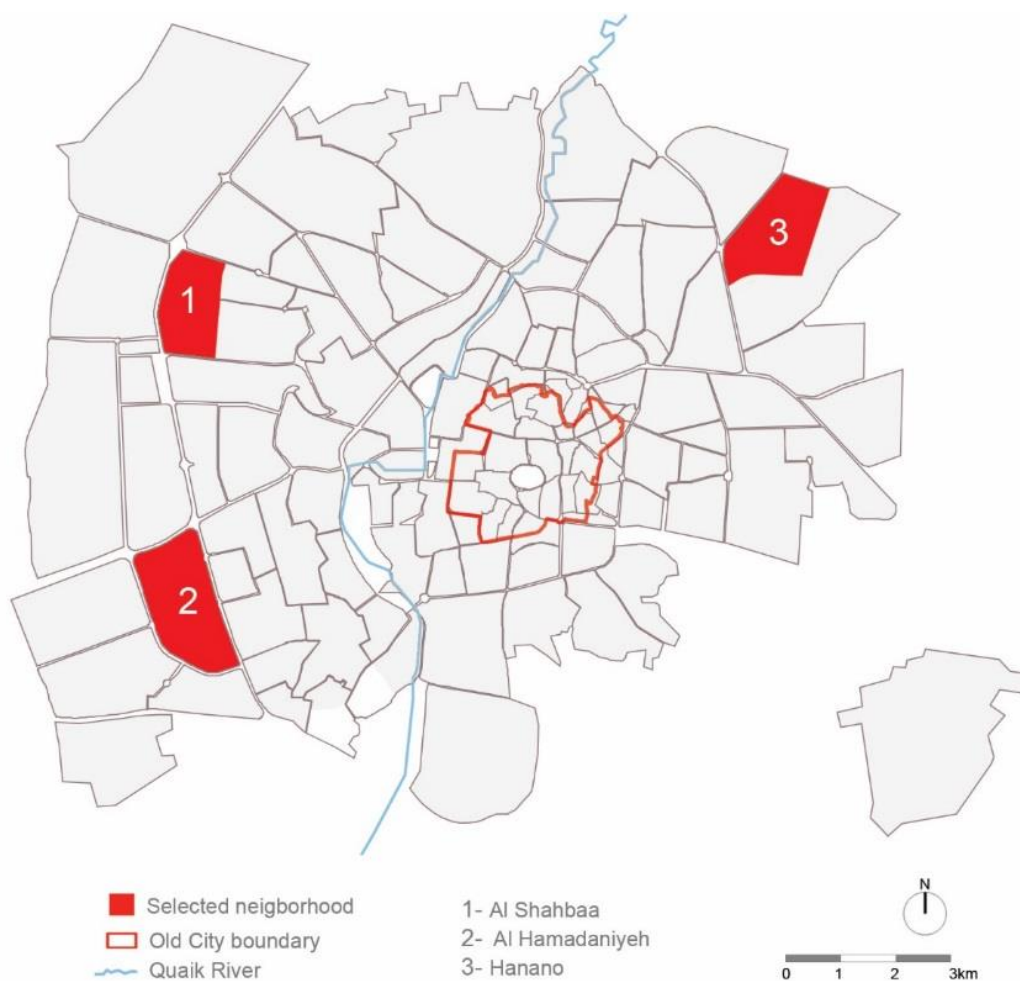 3
1
2
Selected neigborhood
Old City boundary
Quaik River
1- Al Shahbaa
2- Al Hamadaniyeh
3- Hanano
N
0 1 2 3km